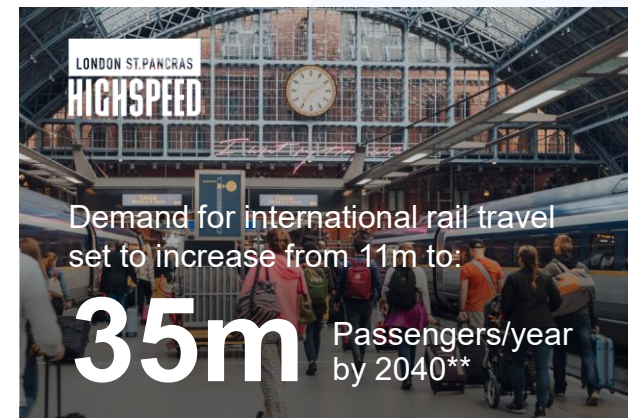 LONDON ST.PANCRAS
HIGHSPEED
Demand for international rail travel
set to increase from 11m to:
35m
Passengers/year
by 2040**